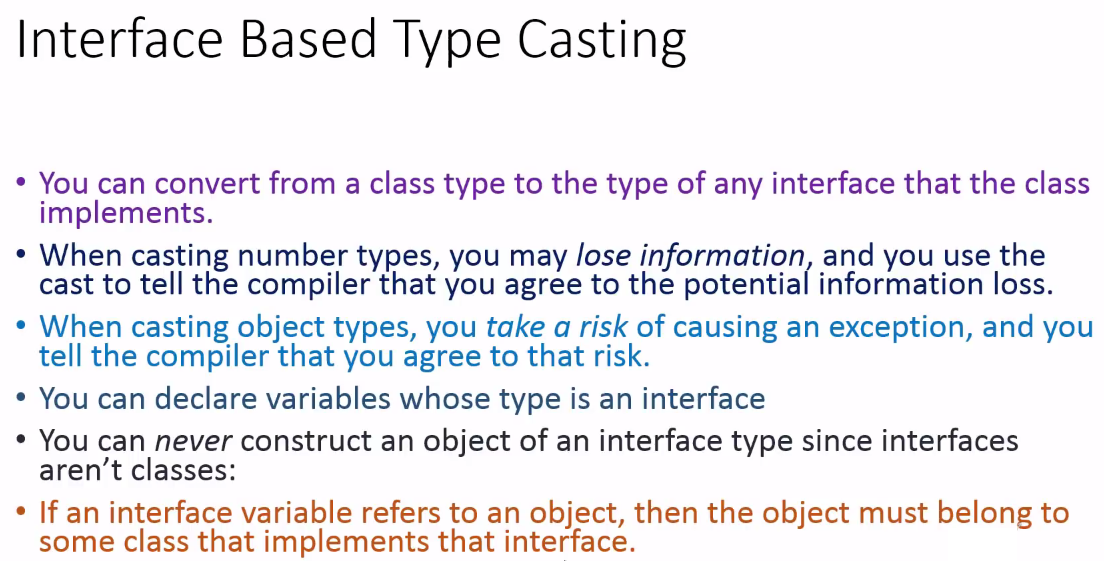 Interface Based Type Casting
• You can convert from a class type to the type of any interface that the class
implements.
• When casting number types, you may lose information, and you use the
cast to tell the compiler that you agree to the potential information loss.
• When casting object types, you take a risk of causing an exception, and you
tell the compiler that you agree to that risk.
• You can declare variables whose type is an interface
• You can never construct an object of an interface type since interfaces
aren’t classes:
• If an interface variable refers to an object, then the object must belong to
some class that implements that interface.